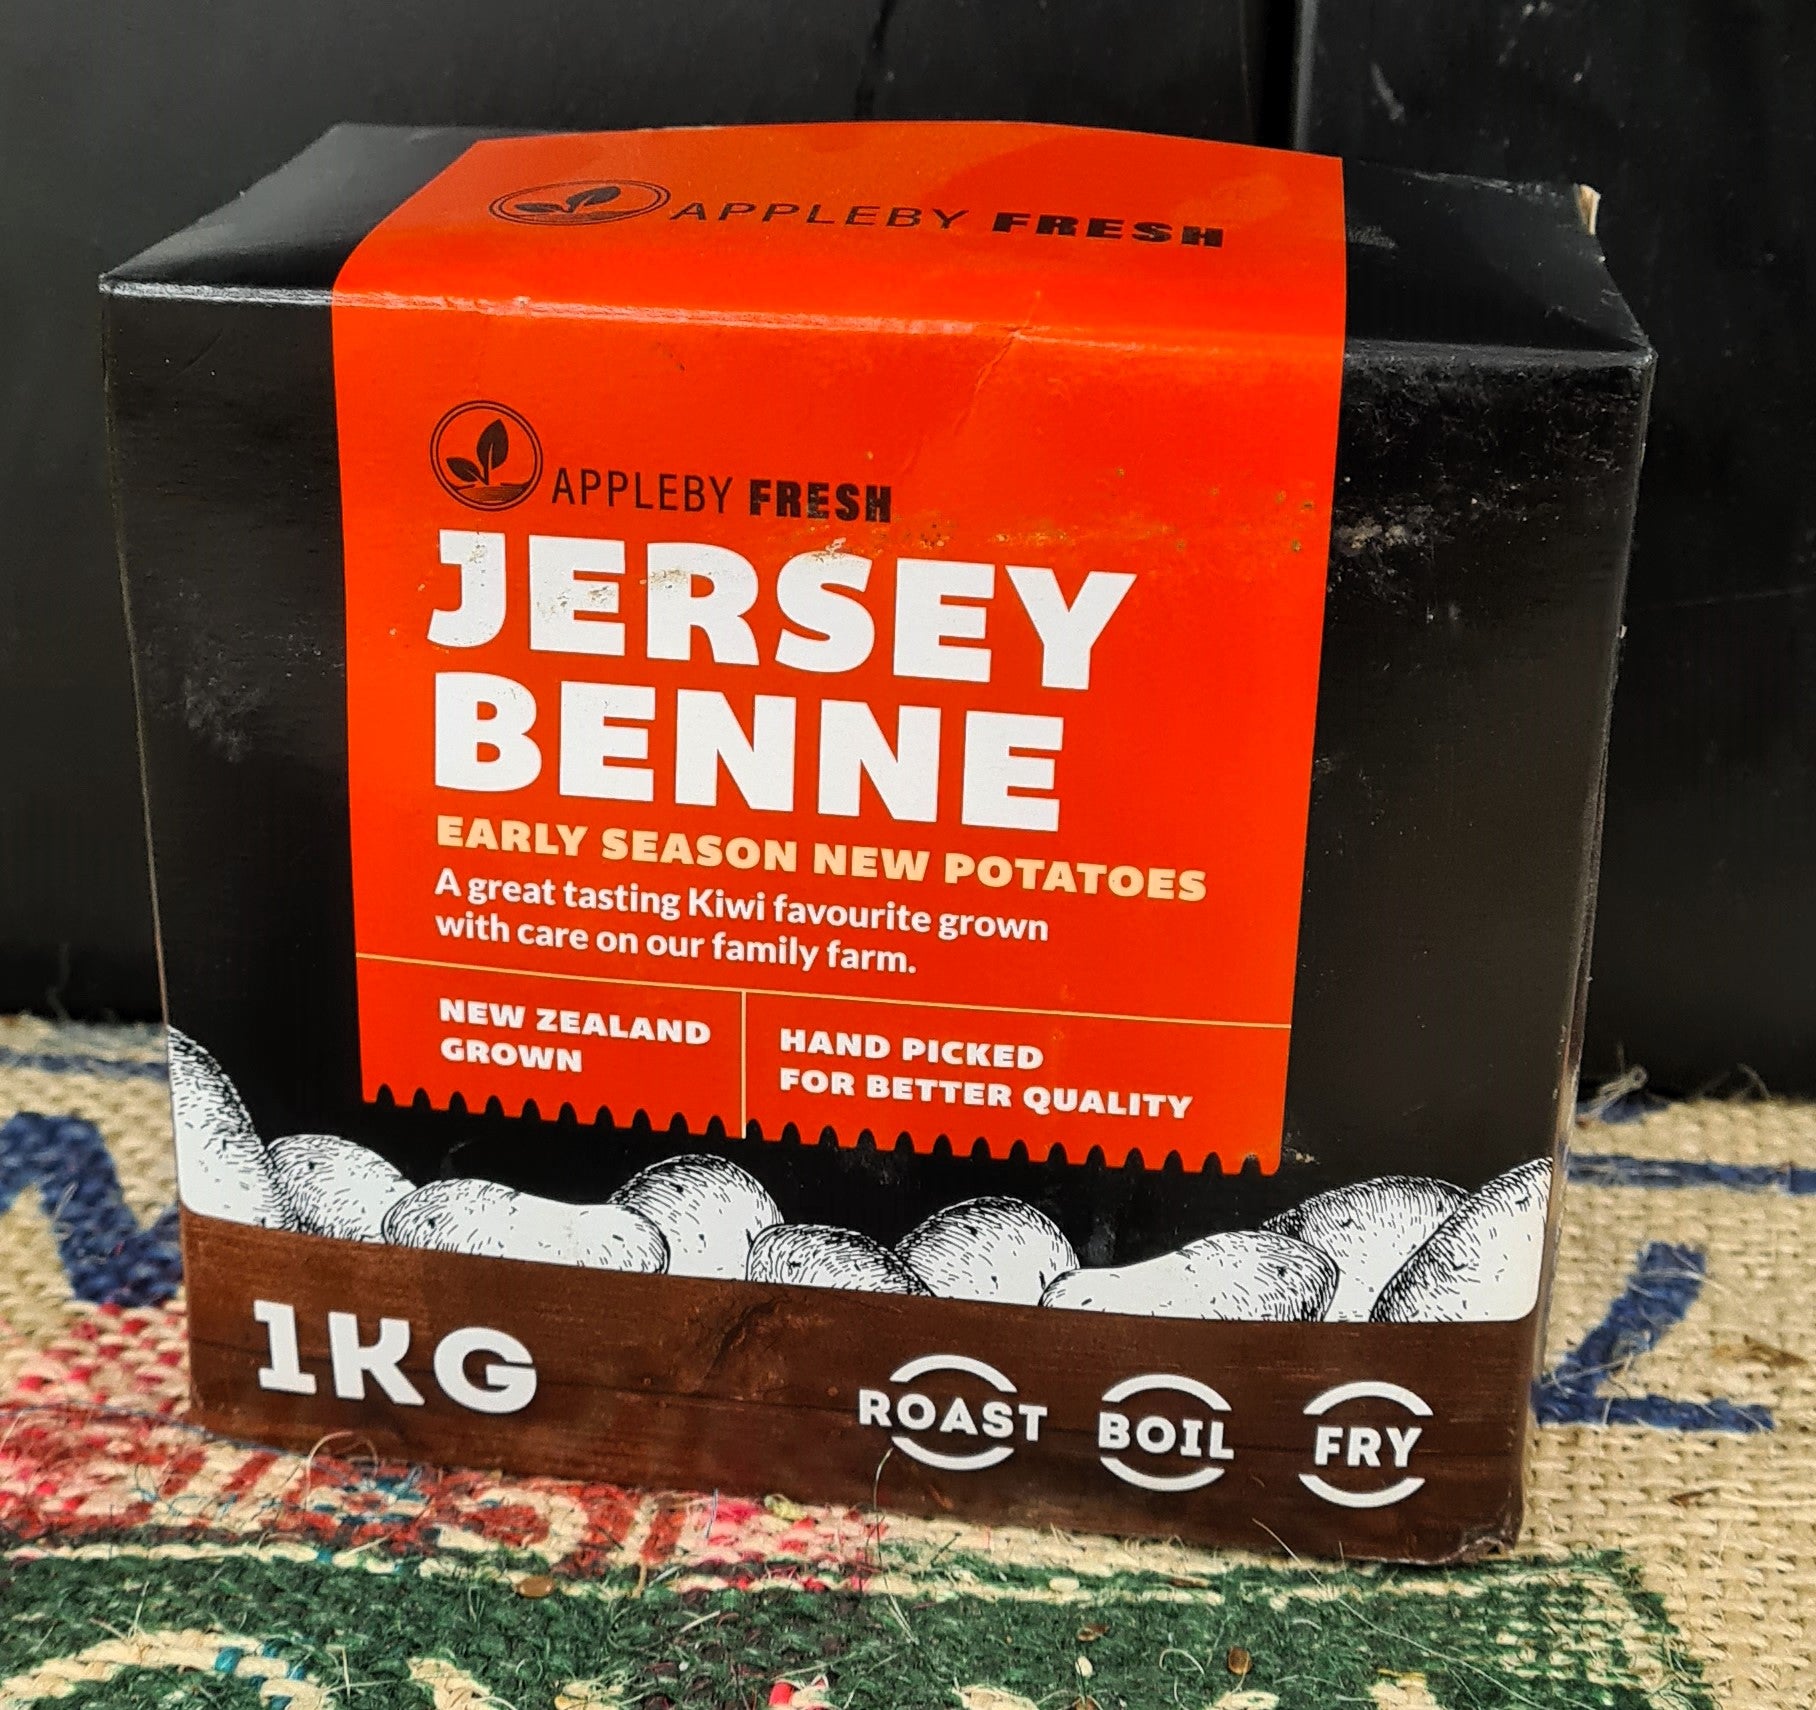 APPLEBY FRESH
APPLEBY FRESH
JERSEY
BENNE
EARLY SEASON NEW POTATOES
A great tasting Kiwi favourite grown
with care on our family farm.
NEW ZEALAND
GROWN
HAND PICKED
FOR BETTER QUALITY
1KG
ROAST
BOIL
FRY